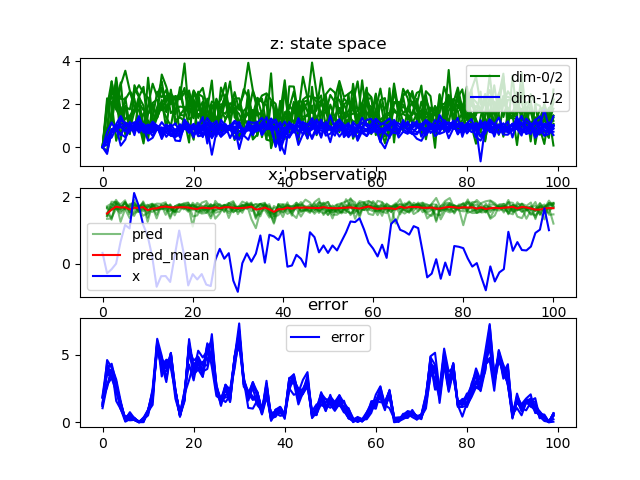 z: state space
4
2
0
dim-0/2
dim-1/2
0 20 40 60 80 100
x: observation
2
0
pred
pred_mean
x
0 20 40 60 80 100
error
5
0
error
0 20 40 60 80 100